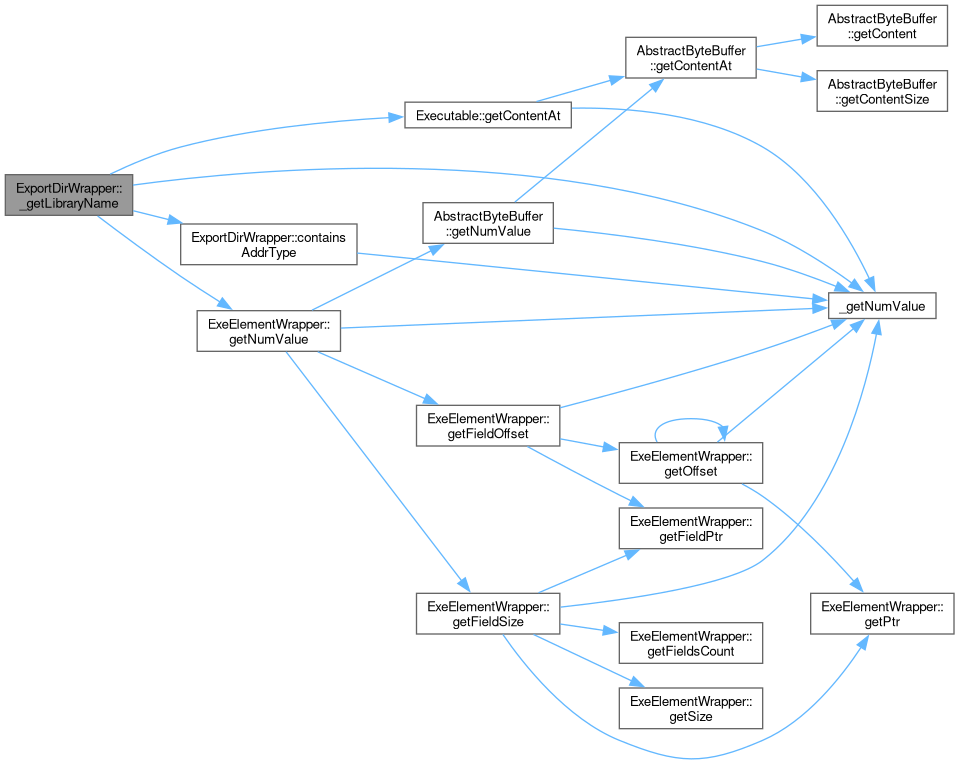 AbstractByteBuffer
::getContent
AbstractByteBuffer
::getContentAt
AbstractByteBuffer
::getContentSize
Executable::getContentAt
ExportDirWrapper::
_getLibraryName
AbstractByteBuffer
::getNumValue
ExportDirWrapper::contains
AddrType
_getNumValue
ExeElementWrapper::
getNumValue
ExeElementWrapper::
getFieldOffset
ExeElementWrapper::
getOffset
ExeElementWrapper::
getFieldPtr
ExeElementWrapper::
getFieldSize
ExeElementWrapper::
getPtr
ExeElementWrapper::
getFieldsCount
ExeElementWrapper::
getSize